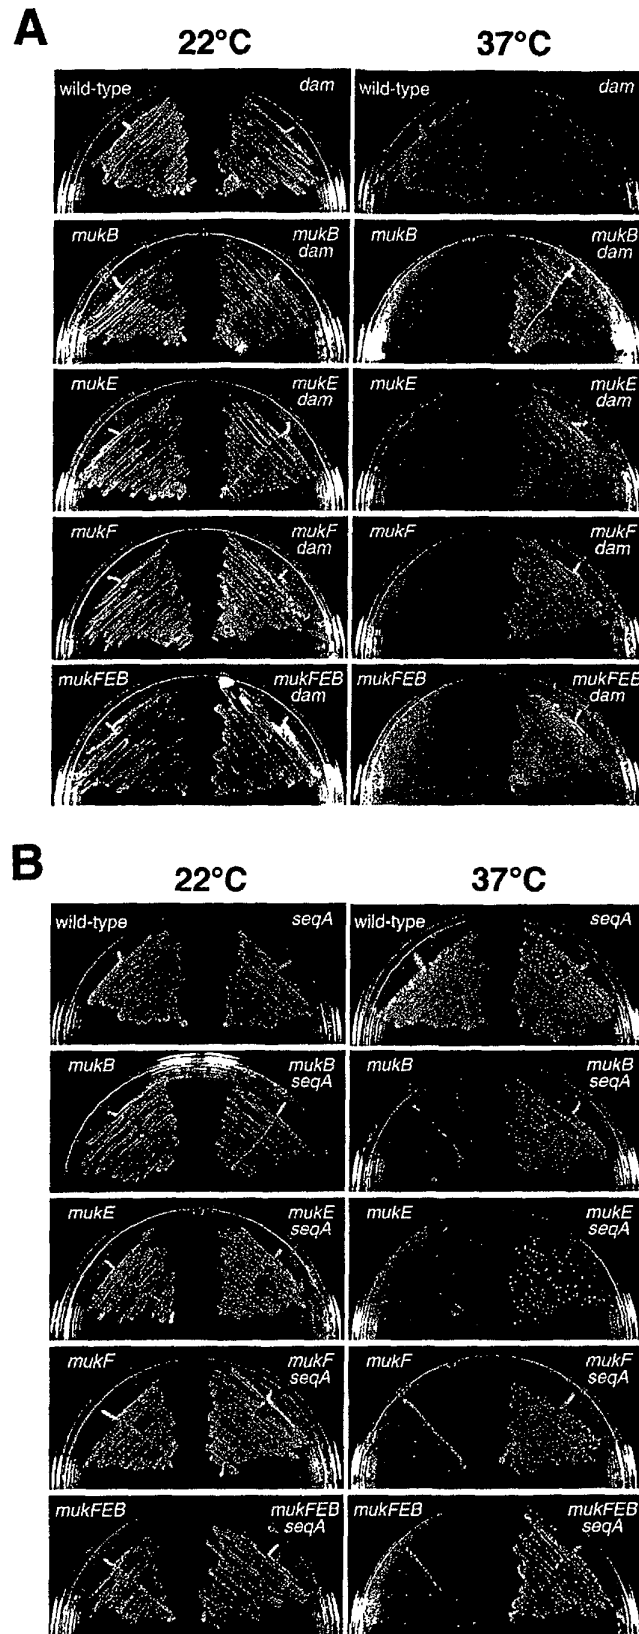 A
22°C 37°C
wild-type dam wild-type dam
mukB mukB dam mukB mukB dam
mukE mukE dam mukE mukE dam
mukF mukF dam mukF mukF dam
mukFEB mukFEB dam mukFEB mukFEB dam
B
22°C 37°C
wild-type seqA wild-type seqA
mukB mukB seqA mukB mukB seqA
mukE mukE seqA mukE mukE seqA
mukF mukF seqA mukF mukF seqA
mukFEB mukFEB seqA mukFEB mukFEB seqA